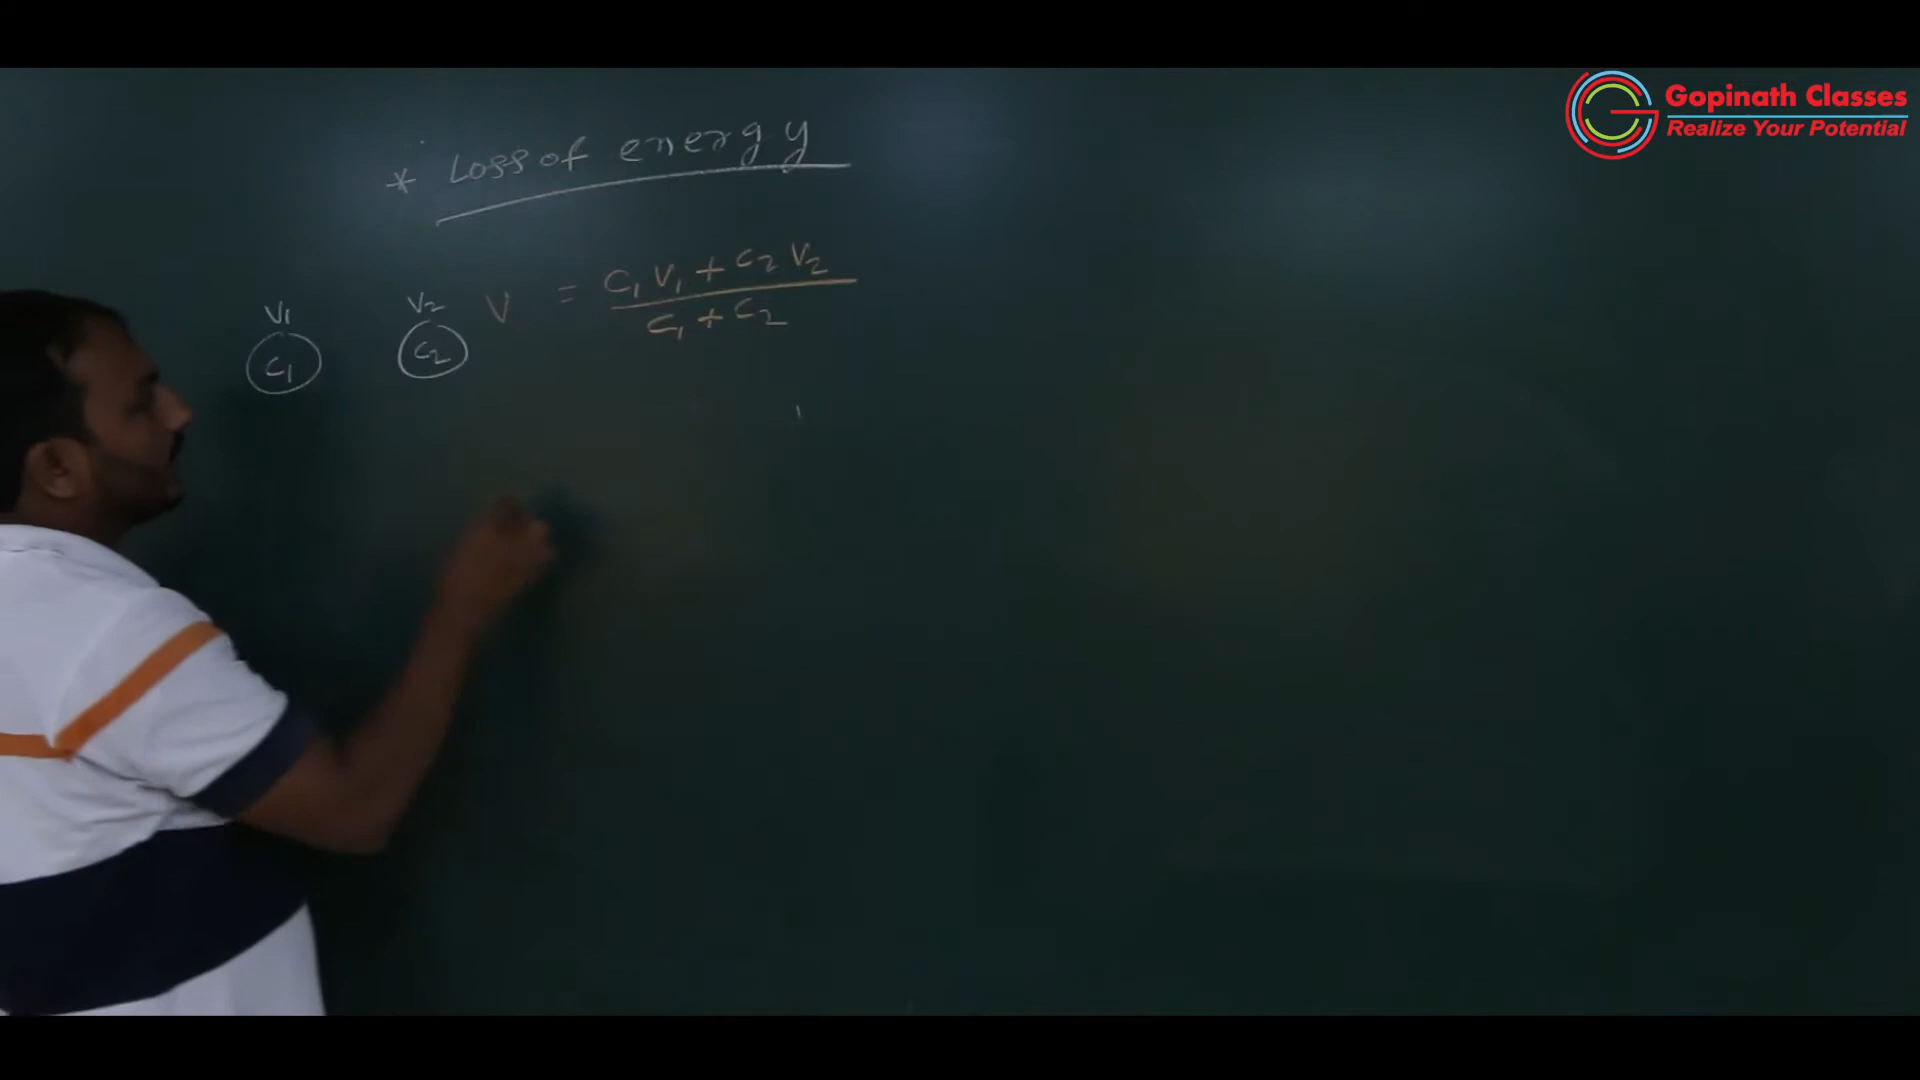 Gopinath Classes
Realize Your Potential
* Loss of energy
V = C₁V₁ + C₂V₂ / C₁ + C₂
V₁ V₂
C₁ C₂